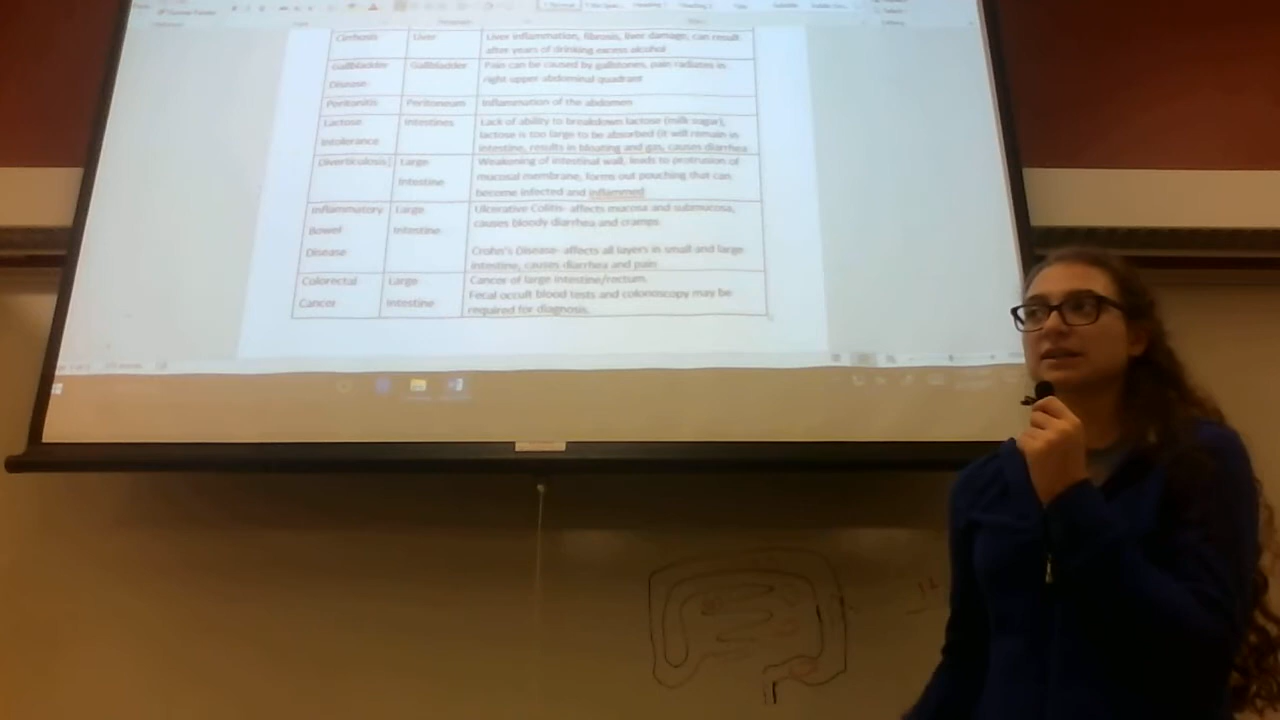 Cirrhosis Liver Liver inflammation, fibrosis, liver damage, can result
after years of drinking excess alcohol
Gallbladder Gallbladder Pain can be caused by gallstones, pain radiates in
Disease right upper abdominal quadrant
Peritonitis Peritoneum Inflammation of the abdomen
Lactose Intestines Lack of ability to breakdown lactose (milk sugar),
Intolerance lactose is too large to be absorbed (it will remain in
intestine, results in bloating and gas, causes diarrhea
Diverticulosis Large Weakening of intestinal wall, leads to protrusion of
Intestine mucosal membrane, forms out pouching that can
become infected and inflammed
Inflammatory Large Ulcerative Colitis- affects mucosa and submucosa,
Bowel Intestine causes bloody diarrhea and cramps
Disease Crohn's Disease- affects all layers in small and large
intestine, causes diarrhea and pain
Colorectal Large Cancer of large intestine/rectum.
Cancer Intestine Fecal occult blood tests and colonoscopy may be
required for diagnosis.